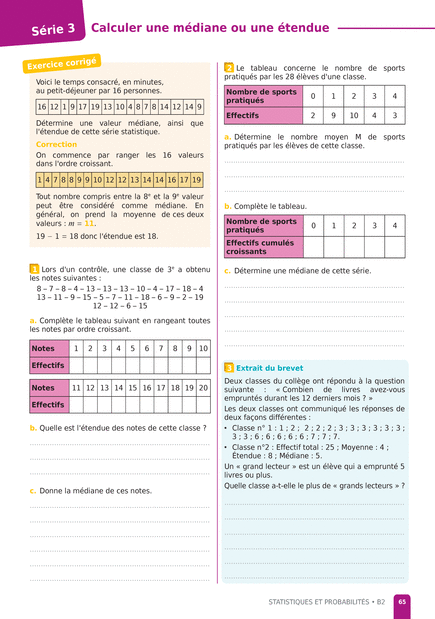 Série 3
Calculer une médiane ou une étendue
Exercice corrigé
Voici le temps consacré, en minutes,
au petit-déjeuner par 16 personnes.
16 12 1 9 17 19 13 10 4 8 7 8 14 12 14 9
Détermine une valeur médiane, ainsi que
l'étendue de cette série statistique.
Correction
On commence par ranger les 16 valeurs
dans l'ordre croissant.
1 4 7 8 8 9 9 10 12 12 13 14 14 16 17 19
Tout nombre compris entre la 8e et la 9e valeur
peut être considéré comme médiane. En
général, on prend la moyenne de ces deux
valeurs : m = 11.
19 − 1 = 18 donc l'étendue est 18.
1 Lors d'un contrôle, une classe de 3e a obtenu
les notes suivantes :
8 – 7 – 8 – 4 – 13 – 13 – 13 – 10 – 4 – 17 – 18 – 4
13 – 11 – 9 – 15 – 5 – 7 – 11 – 18 – 6 – 9 – 2 – 19
12 – 12 – 6 – 15
a. Complète le tableau suivant en rangeant toutes
les notes par ordre croissant.
Notes 1 2 3 4 5 6 7 8 9 10
Effectifs
Notes 11 12 13 14 15 16 17 18 19 20
Effectifs
b. Quelle est l'étendue des notes de cette classe ?
c. Donne la médiane de ces notes.
2 Le tableau concerne le nombre de sports
pratiqués par les 28 élèves d'une classe.
Nombre de sports
pratiqués 0 1 2 3 4
Effectifs 2 9 10 4 3
a. Détermine le nombre moyen M de sports
pratiqués par les élèves de cette classe.
b. Complète le tableau.
Nombre de sports
pratiqués 0 1 2 3 4
Effectifs cumulés
croissants
c. Détermine une médiane de cette série.
3 Extrait du brevet
Deux classes du collège ont répondu à la question
suivante : « Combien de livres avez-vous
empruntés durant les 12 derniers mois ? »
Les deux classes ont communiqué les réponses de
deux façons différentes :
• Classe n° 1 : 1 ; 2 ; 2 ; 2 ; 2 ; 3 ; 3 ; 3 ; 3 ; 3 ; 3 ;
3 ; 3 ; 6 ; 6 ; 6 ; 6 ; 6 ; 7 ; 7 ; 7.
• Classe n°2 : Effectif total : 25 ; Moyenne : 4 ;
Étendue : 8 ; Médiane : 5.
Un « grand lecteur » est un élève qui a emprunté 5
livres ou plus.
Quelle classe a-t-elle le plus de « grands lecteurs » ?
STATISTIQUES ET PROBABILITÉS • B2 65